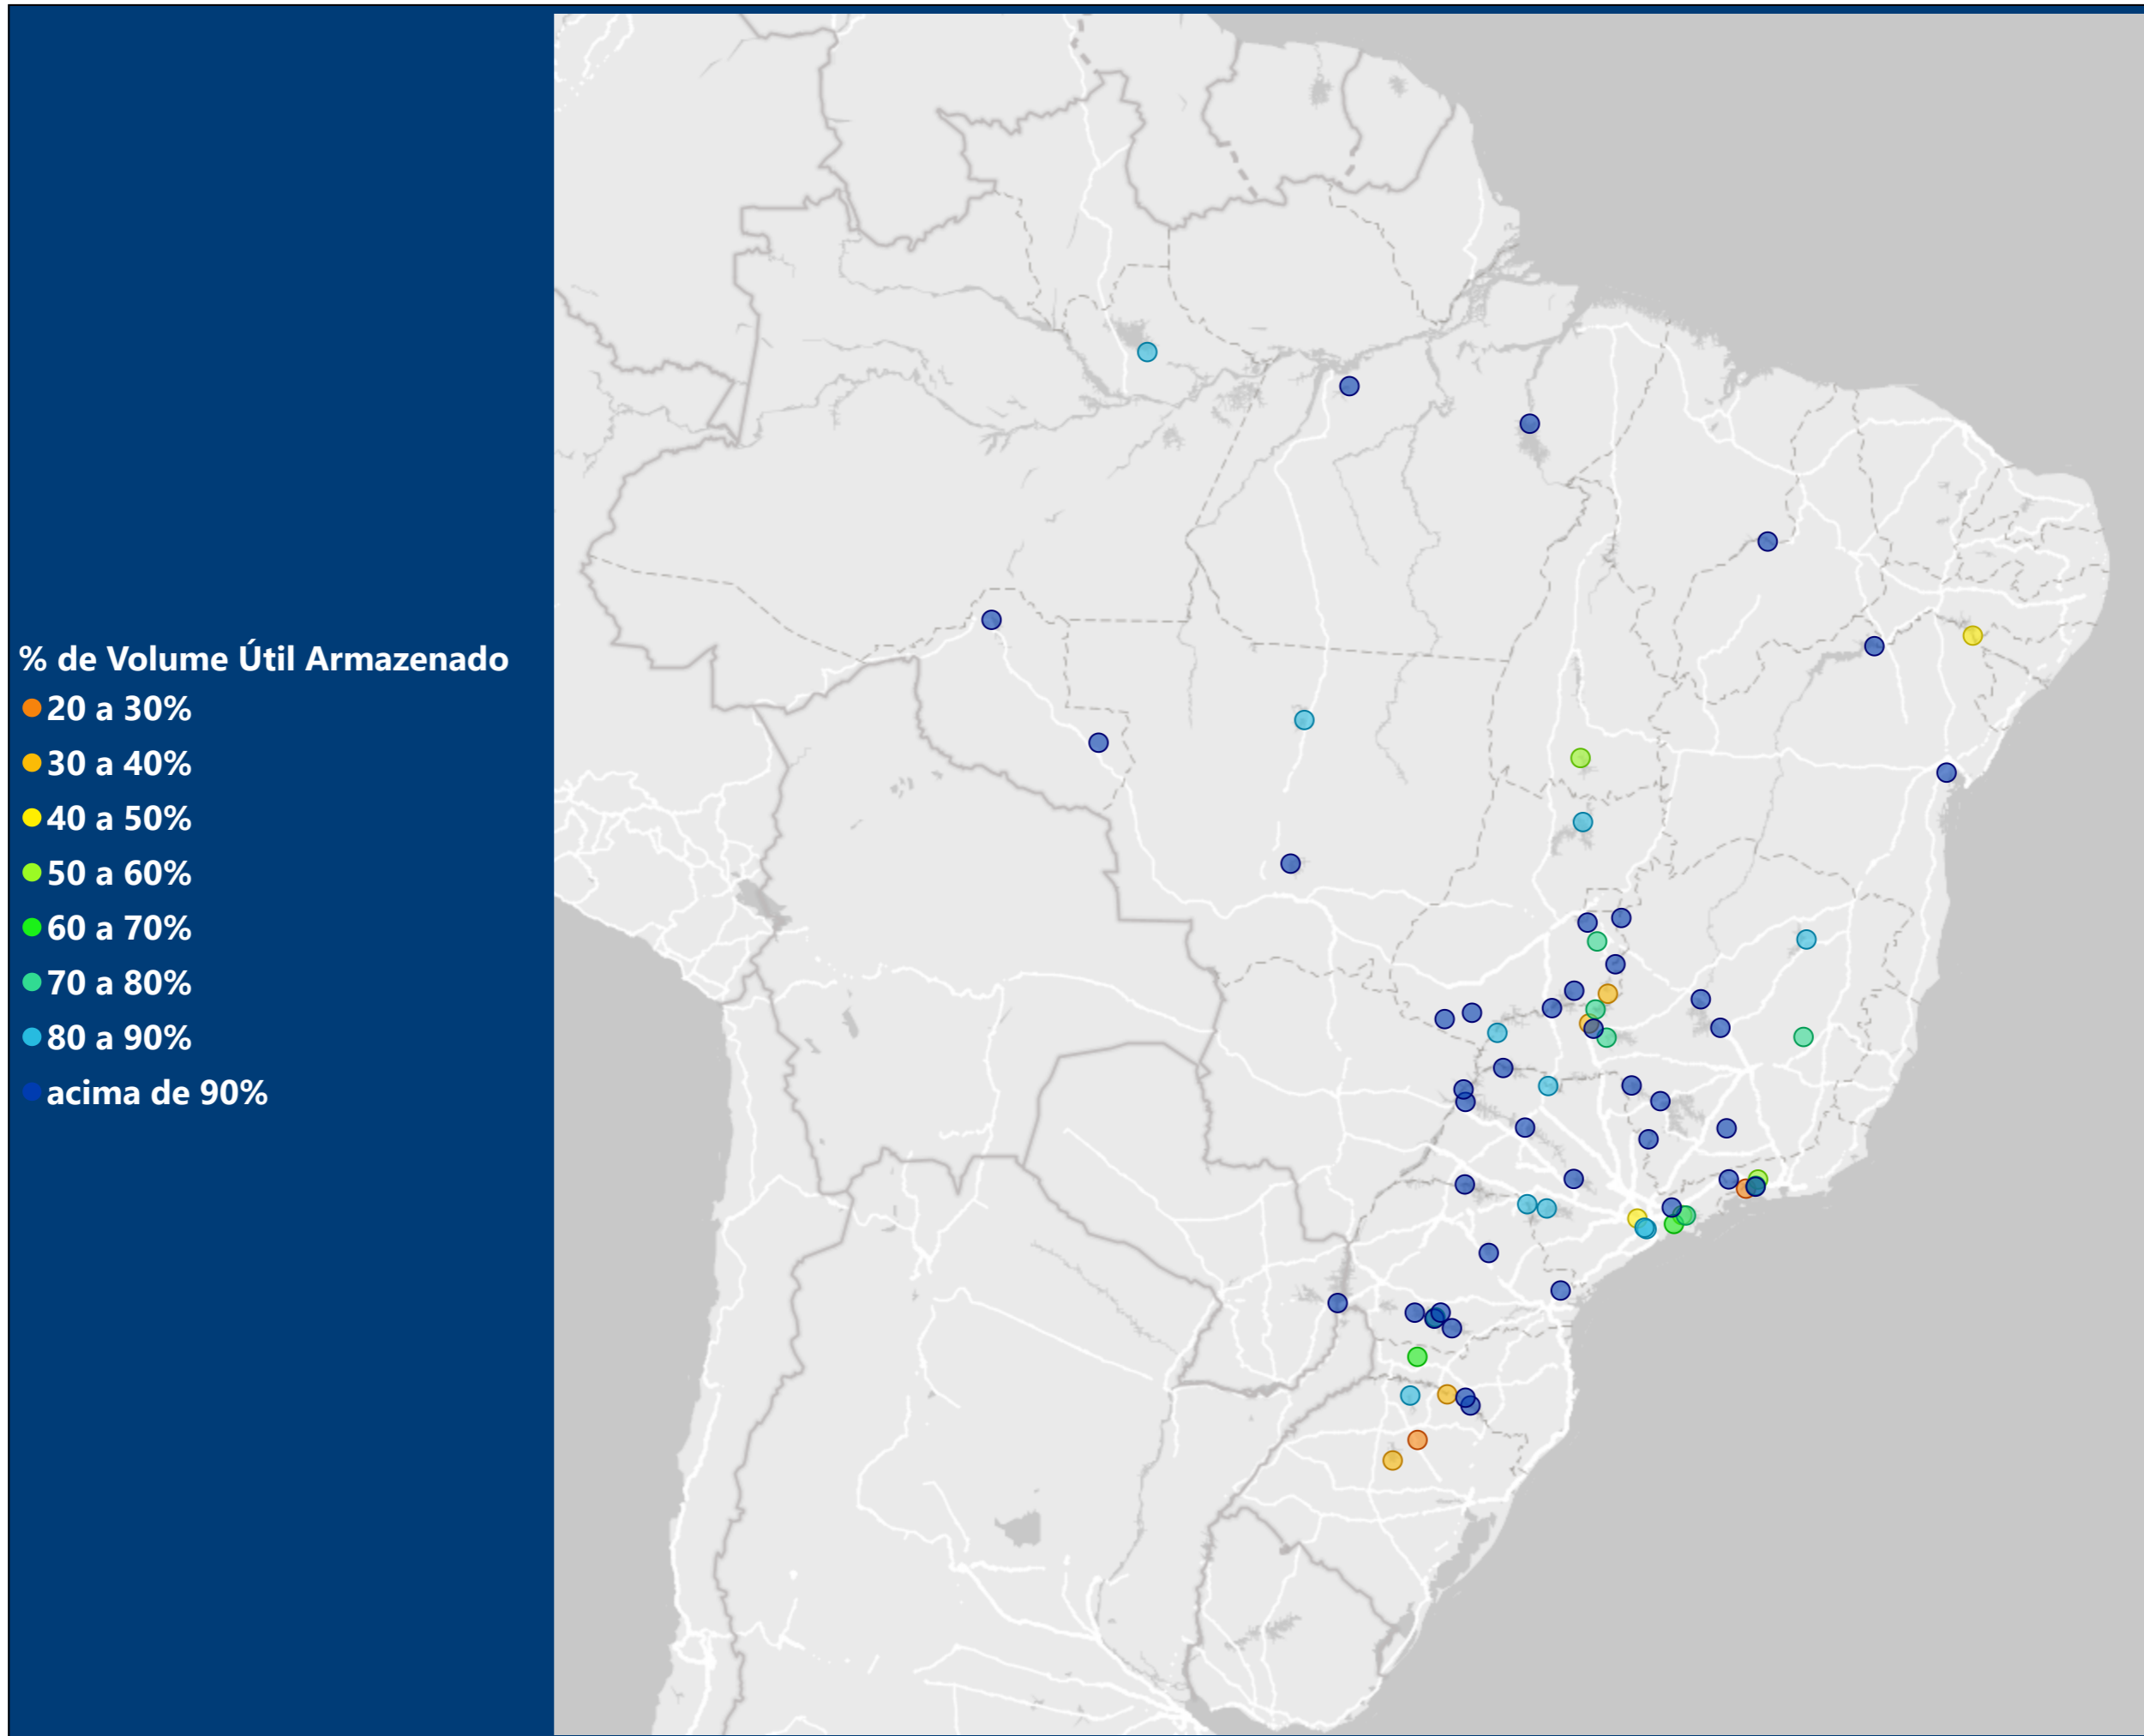 % de Volume Útil Armazenado
20 a 30%
30 a 40%
40 a 50%
50 a 60%
60 a 70%
70 a 80%
80 a 90%
acima de 90%